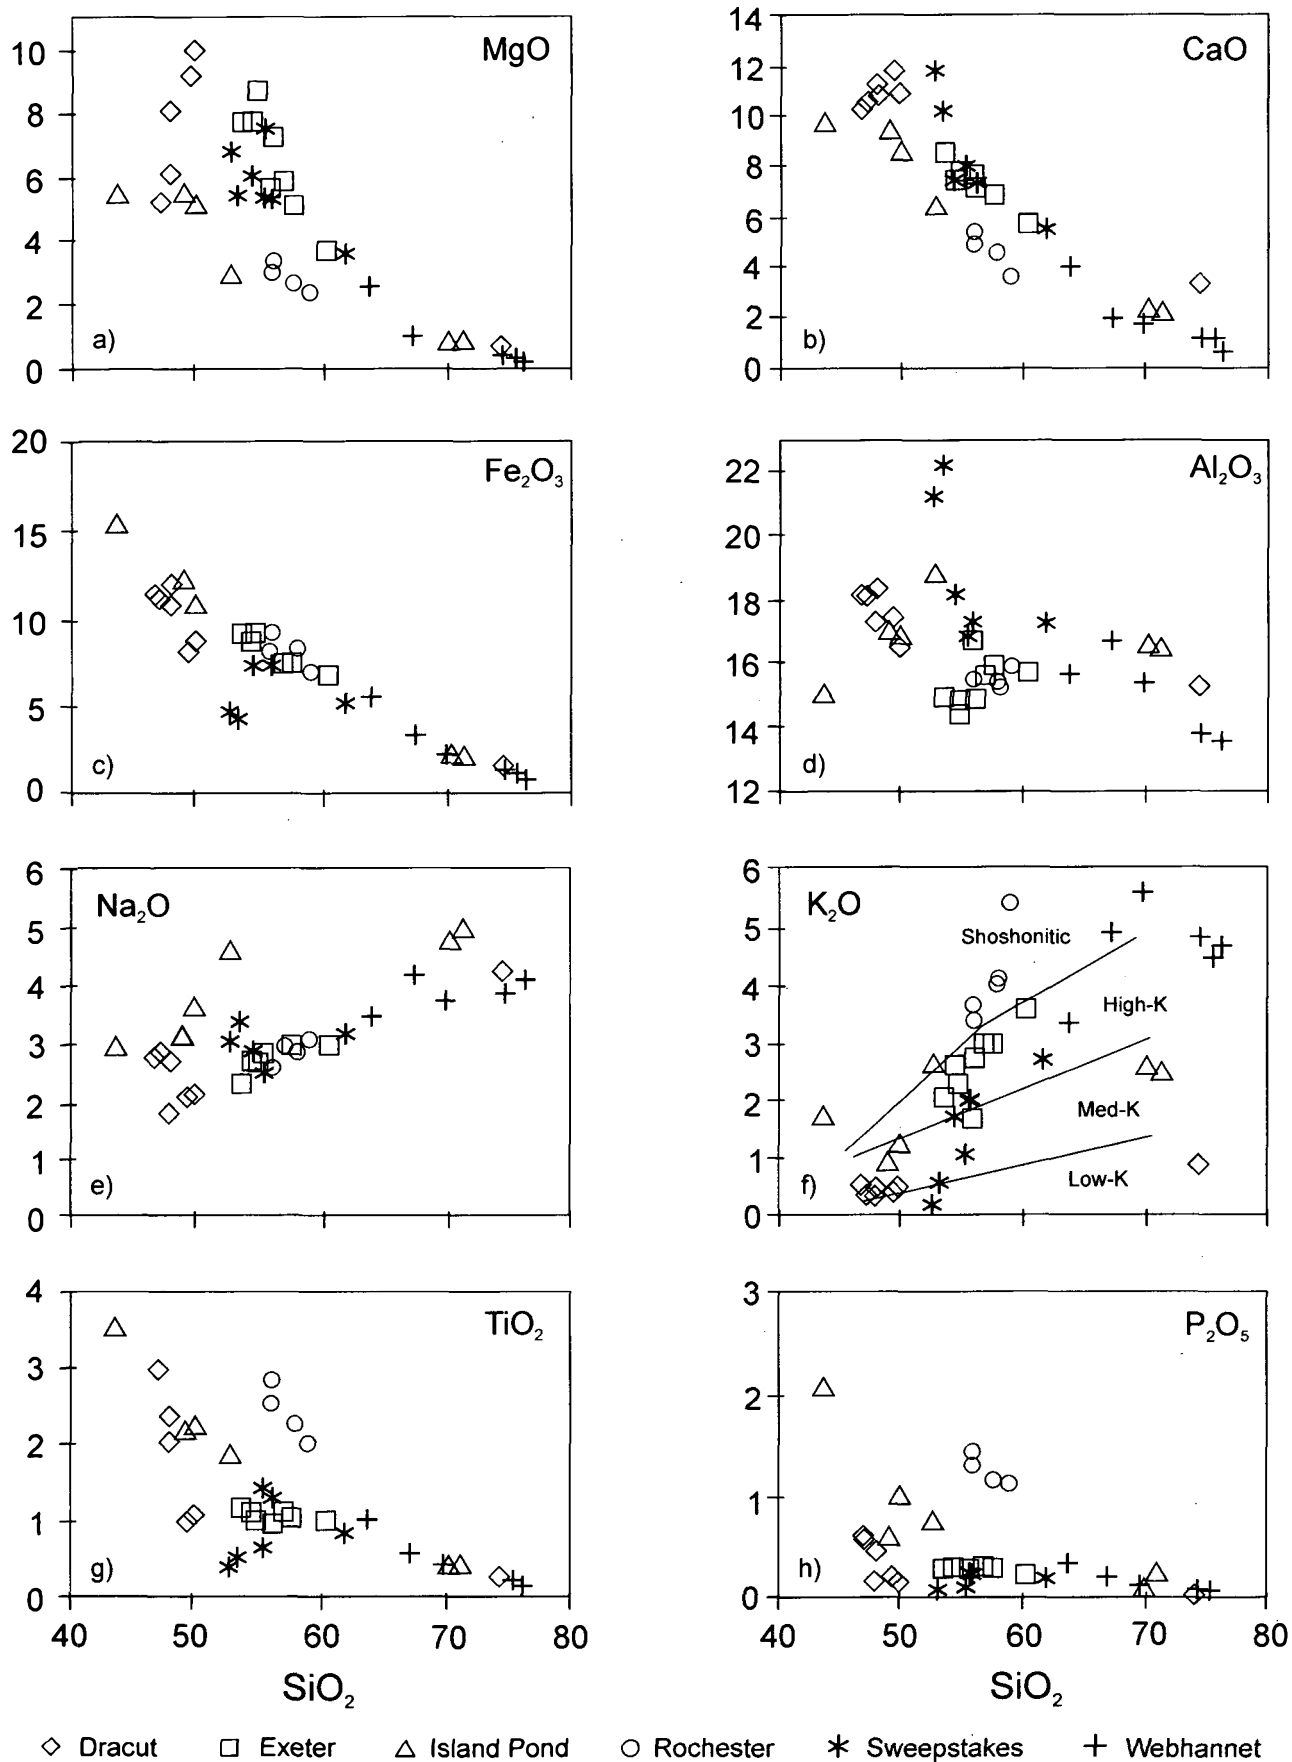 MgO
10
8
6
4
2
0
a)
CaO
14
12
10
8
6
4
2
0
b)
Fe₂O₃
20
15
10
5
0
c)
Al₂O₃
22
20
18
16
14
12
d)
Na₂O
6
5
4
3
2
1
0
e)
K₂O
6
5
4
3
2
1
0
Shoshonitic
High-K
Med-K
Low-K
f)
TiO₂
4
3
2
1
0
g)
40 50 60 70 80
SiO₂
P₂O₅
3
2
1
0
h)
40 50 60 70 80
SiO₂
Dracut Exeter Island Pond Rochester Sweepstakes Webhannet